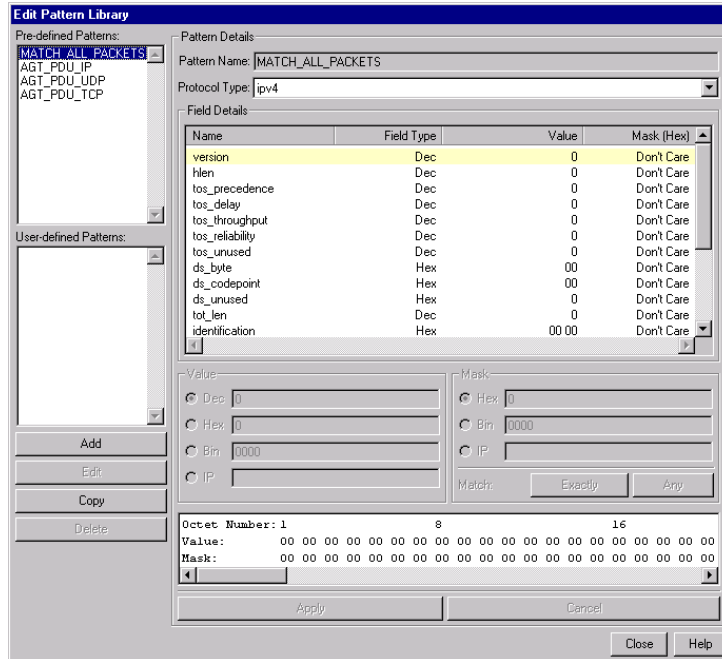 Edit Pattern Library
Pre-defined Patterns:
MATCH_ALL_PACKETS
AGT_PDU_IP
AGT_PDU_UDP
AGT_PDU_TCP
User-defined Patterns:
Add
Edit
Copy
Delete
Pattern Details
Pattern Name: MATCH_ALL_PACKETS
Protocol Type: ipv4
Field Details
Name Field Type Value Mask (Hex)
version Dec 0 Don't Care
hlen Dec 0 Don't Care
tos_precedence Dec 0 Don't Care
tos_delay Dec 0 Don't Care
tos_throughput Dec 0 Don't Care
tos_reliability Dec 0 Don't Care
tos_unused Dec 0 Don't Care
ds_byte Hex 00 Don't Care
ds_codepoint Hex 00 Don't Care
ds_unused Hex 0 Don't Care
tot_len Dec 0 Don't Care
identification Hex 00 00 Don't Care
Value
Dec 0
Hex 0
Bin 0000
IP
Mask
Hex 0
Bin 0000
IP
Match: Exactly Any
Octet Number: 1 8 16
Value: 00 00 00 00 00 00 00 00 00 00 00 00 00 00 00 00 00
Mask: 00 00 00 00 00 00 00 00 00 00 00 00 00 00 00 00 00
Apply Cancel
Close Help